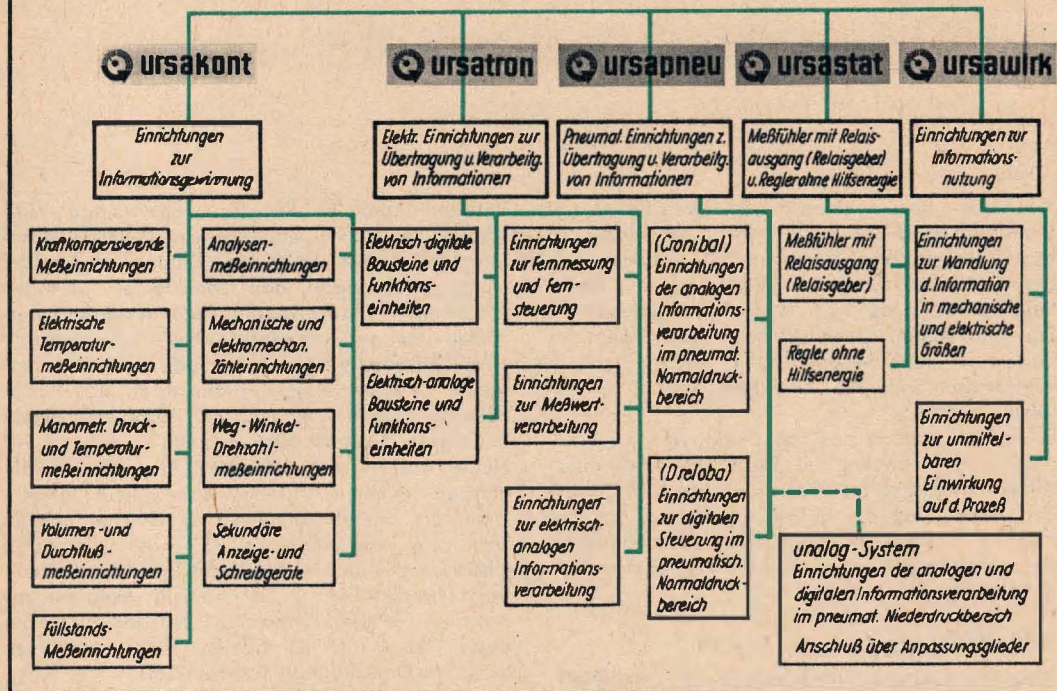 ursakont
ursatron
ursapneu
ursastat
ursawirk
Einrichtungen
zur
Informationsgewinnung
Elektr. Einrichtungen zur
Übertragung u. Verarbeitg.
von Informationen
Pneumat. Einrichtungen z.
Übertragung u. Verarbeitg.
von Informationen
Meßfühler mit Relais-
ausgang (Relaisgeber)
u. Regler ohne Hilfsenergie
Einrichtungen zur
Informations-
nutzung
Kraftkompensierende
Meßeinrichtungen
Elektrische
Temperatur-
meßeinrichtungen
Manometr. Druck-
und Temperatur-
meßeinrichtungen
Volumen- und
Durchfluß-
meßeinrichtungen
Füllstands-
Meßeinrichtungen
Analysen-
meßeinrichtungen
Mechanische und
elektromechan.
Zähleinrichtungen
Weg-Winkel-
Drehzahl-
meßeinrichtungen
Sekundäre
Anzeige- und
Schreibgeräte
Elektrisch-digitale
Bausteine und
Funktions-
einheiten
Elektrisch-analoge
Bausteine und
Funktions-
einheiten
Einrichtungen
zur Fernmessung
und Fern-
steuerung
Einrichtungen
zur Meßwert-
verarbeitung
Einrichtungen
zur elektrisch-
analogen
Informations-
verarbeitung
(Cronibal)
Einrichtungen
der analogen
Informations-
verarbeitung
im pneumat.
Normaldruck-
bereich
(Dreloba)
Einrichtungen
zur digitalen
Steuerung im
pneumatisch.
Normaldruck-
bereich
Meßfühler mit
Relaisausgang
(Relaisgeber)
Regler ohne
Hilfsenergie
Einrichtungen
zur Wandlung
d. Information
in mechanische
und elektrische
Größen
Einrichtungen
zur unmittel-
baren
Einwirkung
auf d. Prozeß
unalog-System
Einrichtungen der analogen und
digitalen Informationsverarbeitung
im pneumat. Niederdruckbereich
Anschluß über Anpassungsglieder